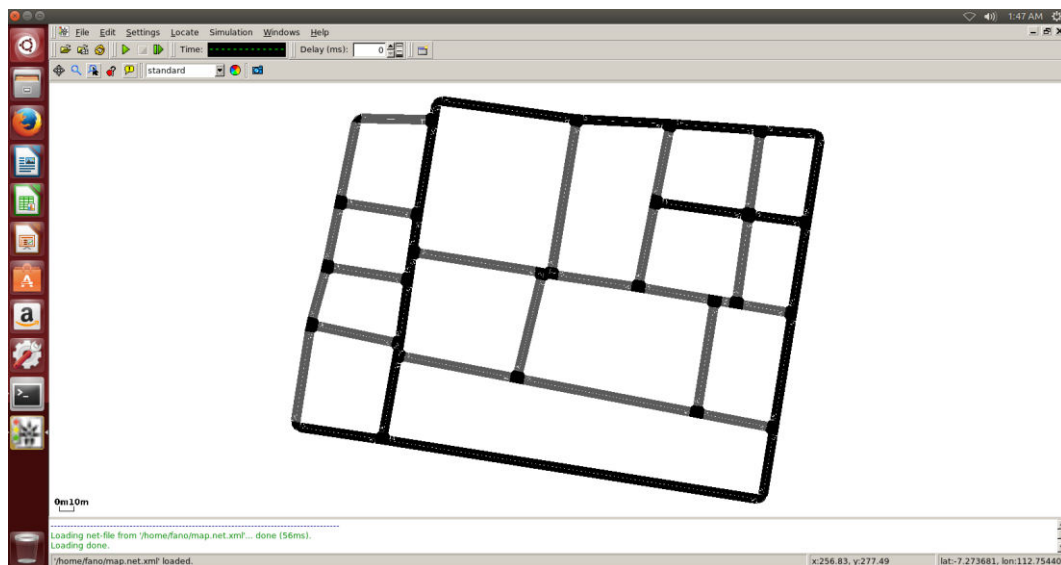 1:47 AM
File Edit Settings Locate Simulation Windows Help
Time: Delay (ms): 0
standard
0m10m
Loading net-file from '/home/fano/map.net.xml'... done (56ms).
Loading done.
'/home/fano/map.net.xml' loaded. x:256.83, y:277.49 lat:-7.273681, lon:112.75440